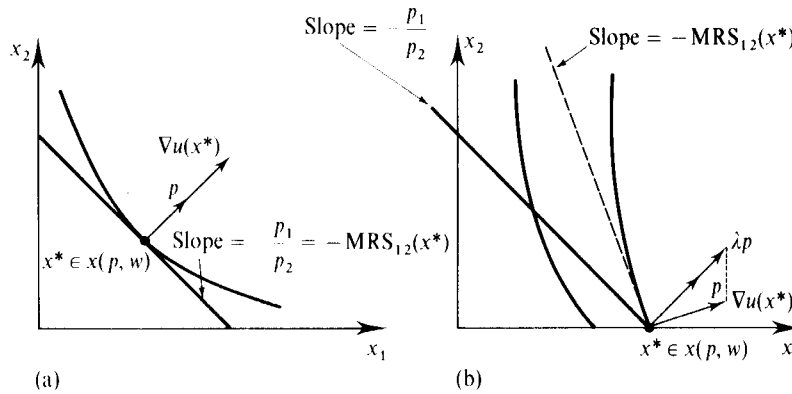 x₂
∇u(x*)
p
Slope = p₁/p₂ = −MRS₁₂(x*)
x* ∈ x(p, w)
x₁
(a)
Slope = − p₁/p₂
x₂
Slope = −MRS₁₂(x*)
λp
p
∇u(x*)
x* ∈ x(p, w)
x
(b)